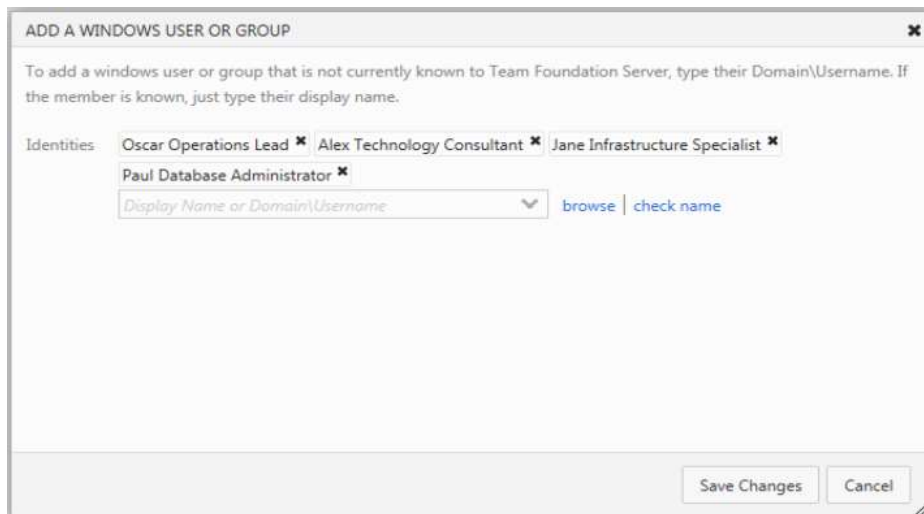 ADD A WINDOWS USER OR GROUP ✖
To add a windows user or group that is not currently known to Team Foundation Server, type their Domain\Username. If
the member is known, just type their display name.
Identities Oscar Operations Lead ✖ Alex Technology Consultant ✖ Jane Infrastructure Specialist ✖
Paul Database Administrator ✖
Display Name or Domain\Username browse | check name
Save Changes Cancel